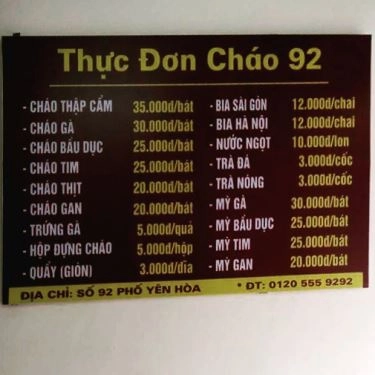 Thực Đơn Cháo 92
- CHÁO THẬP CẨM 35.000đ/bát
- CHÁO GÀ 30.000đ/bát
- CHÁO BẦU DỤC 25.000đ/bát
- CHÁO TIM 25.000đ/bát
- CHÁO THỊT 20.000đ/bát
- CHÁO GAN 20.000đ/bát
- TRỨNG GÀ 5.000đ/quả
- HỘP ĐỰNG CHÁO 5.000đ/hộp
- QUẨY (GIÒN) 3.000đ/đĩa
- BIA SÀI GÒN 12.000đ/chai
- BIA HÀ NỘI 12.000đ/chai
- NƯỚC NGỌT 10.000đ/lon
- TRÀ ĐÁ 3.000đ/cốc
- TRÀ NÓNG 3.000đ/cốc
- MỲ GÀ 30.000đ/bát
- MỲ BẦU DỤC 25.000đ/bát
- MỲ TIM 25.000đ/bát
- MỲ GAN 20.000đ/bát
ĐỊA CHỈ: SỐ 92 PHỐ YÊN HÒA * ĐT: 0120 555 9292